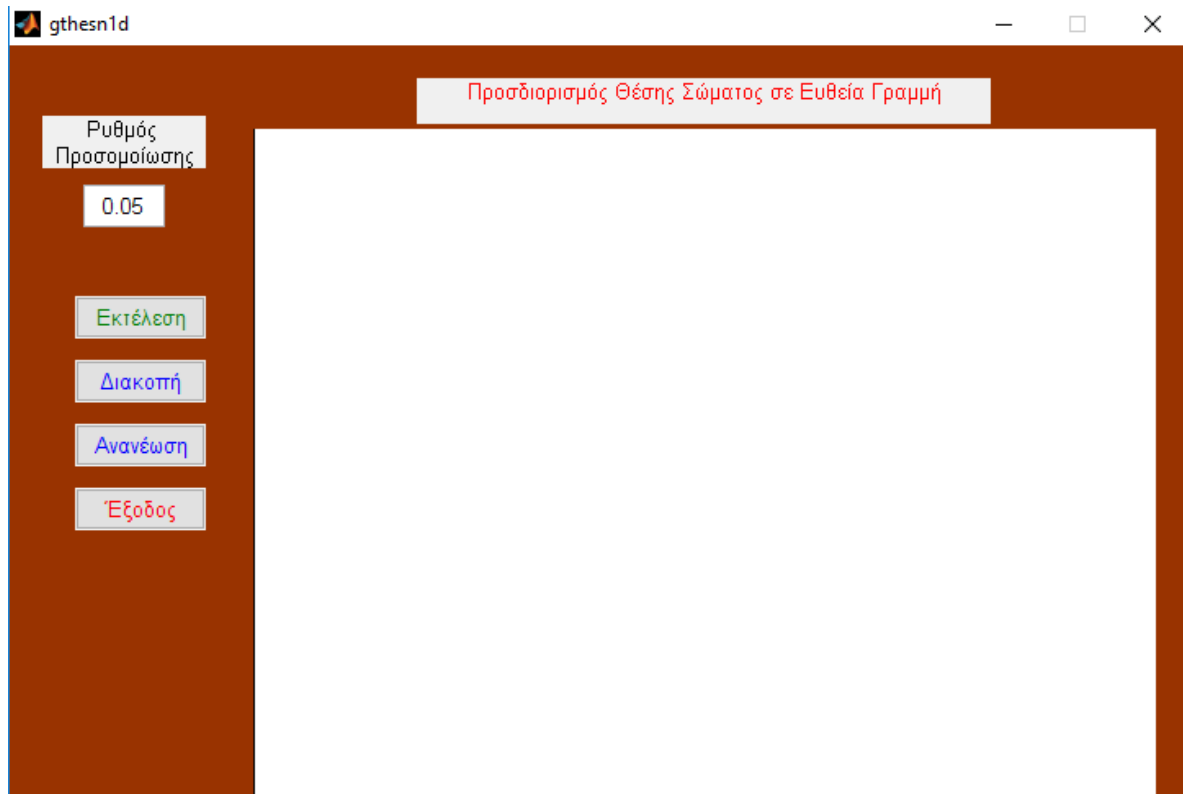 gthesn1d
Προσδιορισμός Θέσης Σώματος σε Ευθεία Γραμμή
Ρυθμός
Προσομοίωσης
0.05
Εκτέλεση
Διακοπή
Ανανέωση
Έξοδος